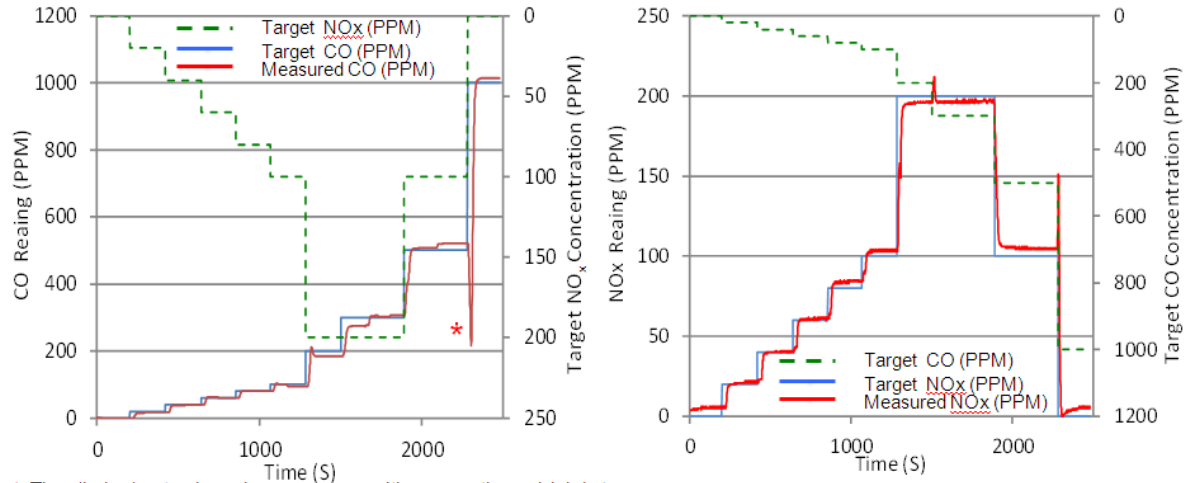 1200
1000
800
600
400
200
0
CO Reaing (PPM)
Target NOx (PPM)
Target CO (PPM)
Measured CO (PPM)
*
0
50
100
150
200
250
Target NOx Concentration (PPM)
0
1000
2000
Time (S)
250
200
150
100
50
0
NOx Reaing (PPM)
Target CO (PPM)
Target NOx (PPM)
Measured NOx (PPM)
0
200
400
600
800
1000
1200
Target CO Concentration (PPM)
0
1000
2000
Time (S)